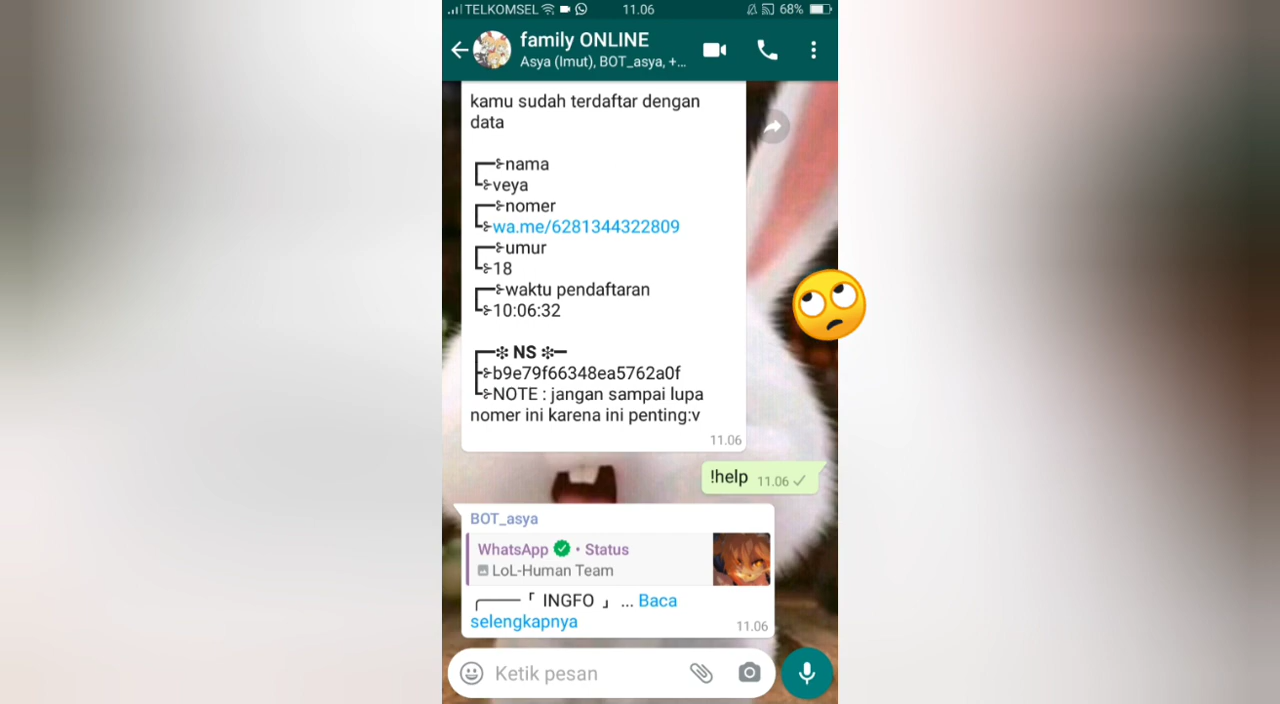 TELKOMSEL 11.06 68%
family ONLINE
Asya (Imut), BOT_asya, +...
kamu sudah terdaftar dengan
data
┏━⊱nama
┗⊱veya
┏━⊱nomer
┗⊱wa.me/6281344322809
┏━⊱umur
┗⊱18
┏━⊱waktu pendaftaran
┗⊱10:06:32
┏━❉ NS ❉━
┣⊱b9e79f66348ea5762a0f
┗⊱NOTE : jangan sampai lupa
nomer ini karena ini penting:v
11.06
!help 11.06
BOT_asya
WhatsApp • Status
LoL-Human Team
╭──「 INGFO 」 ... Baca
selengkapnya
11.06
Ketik pesan